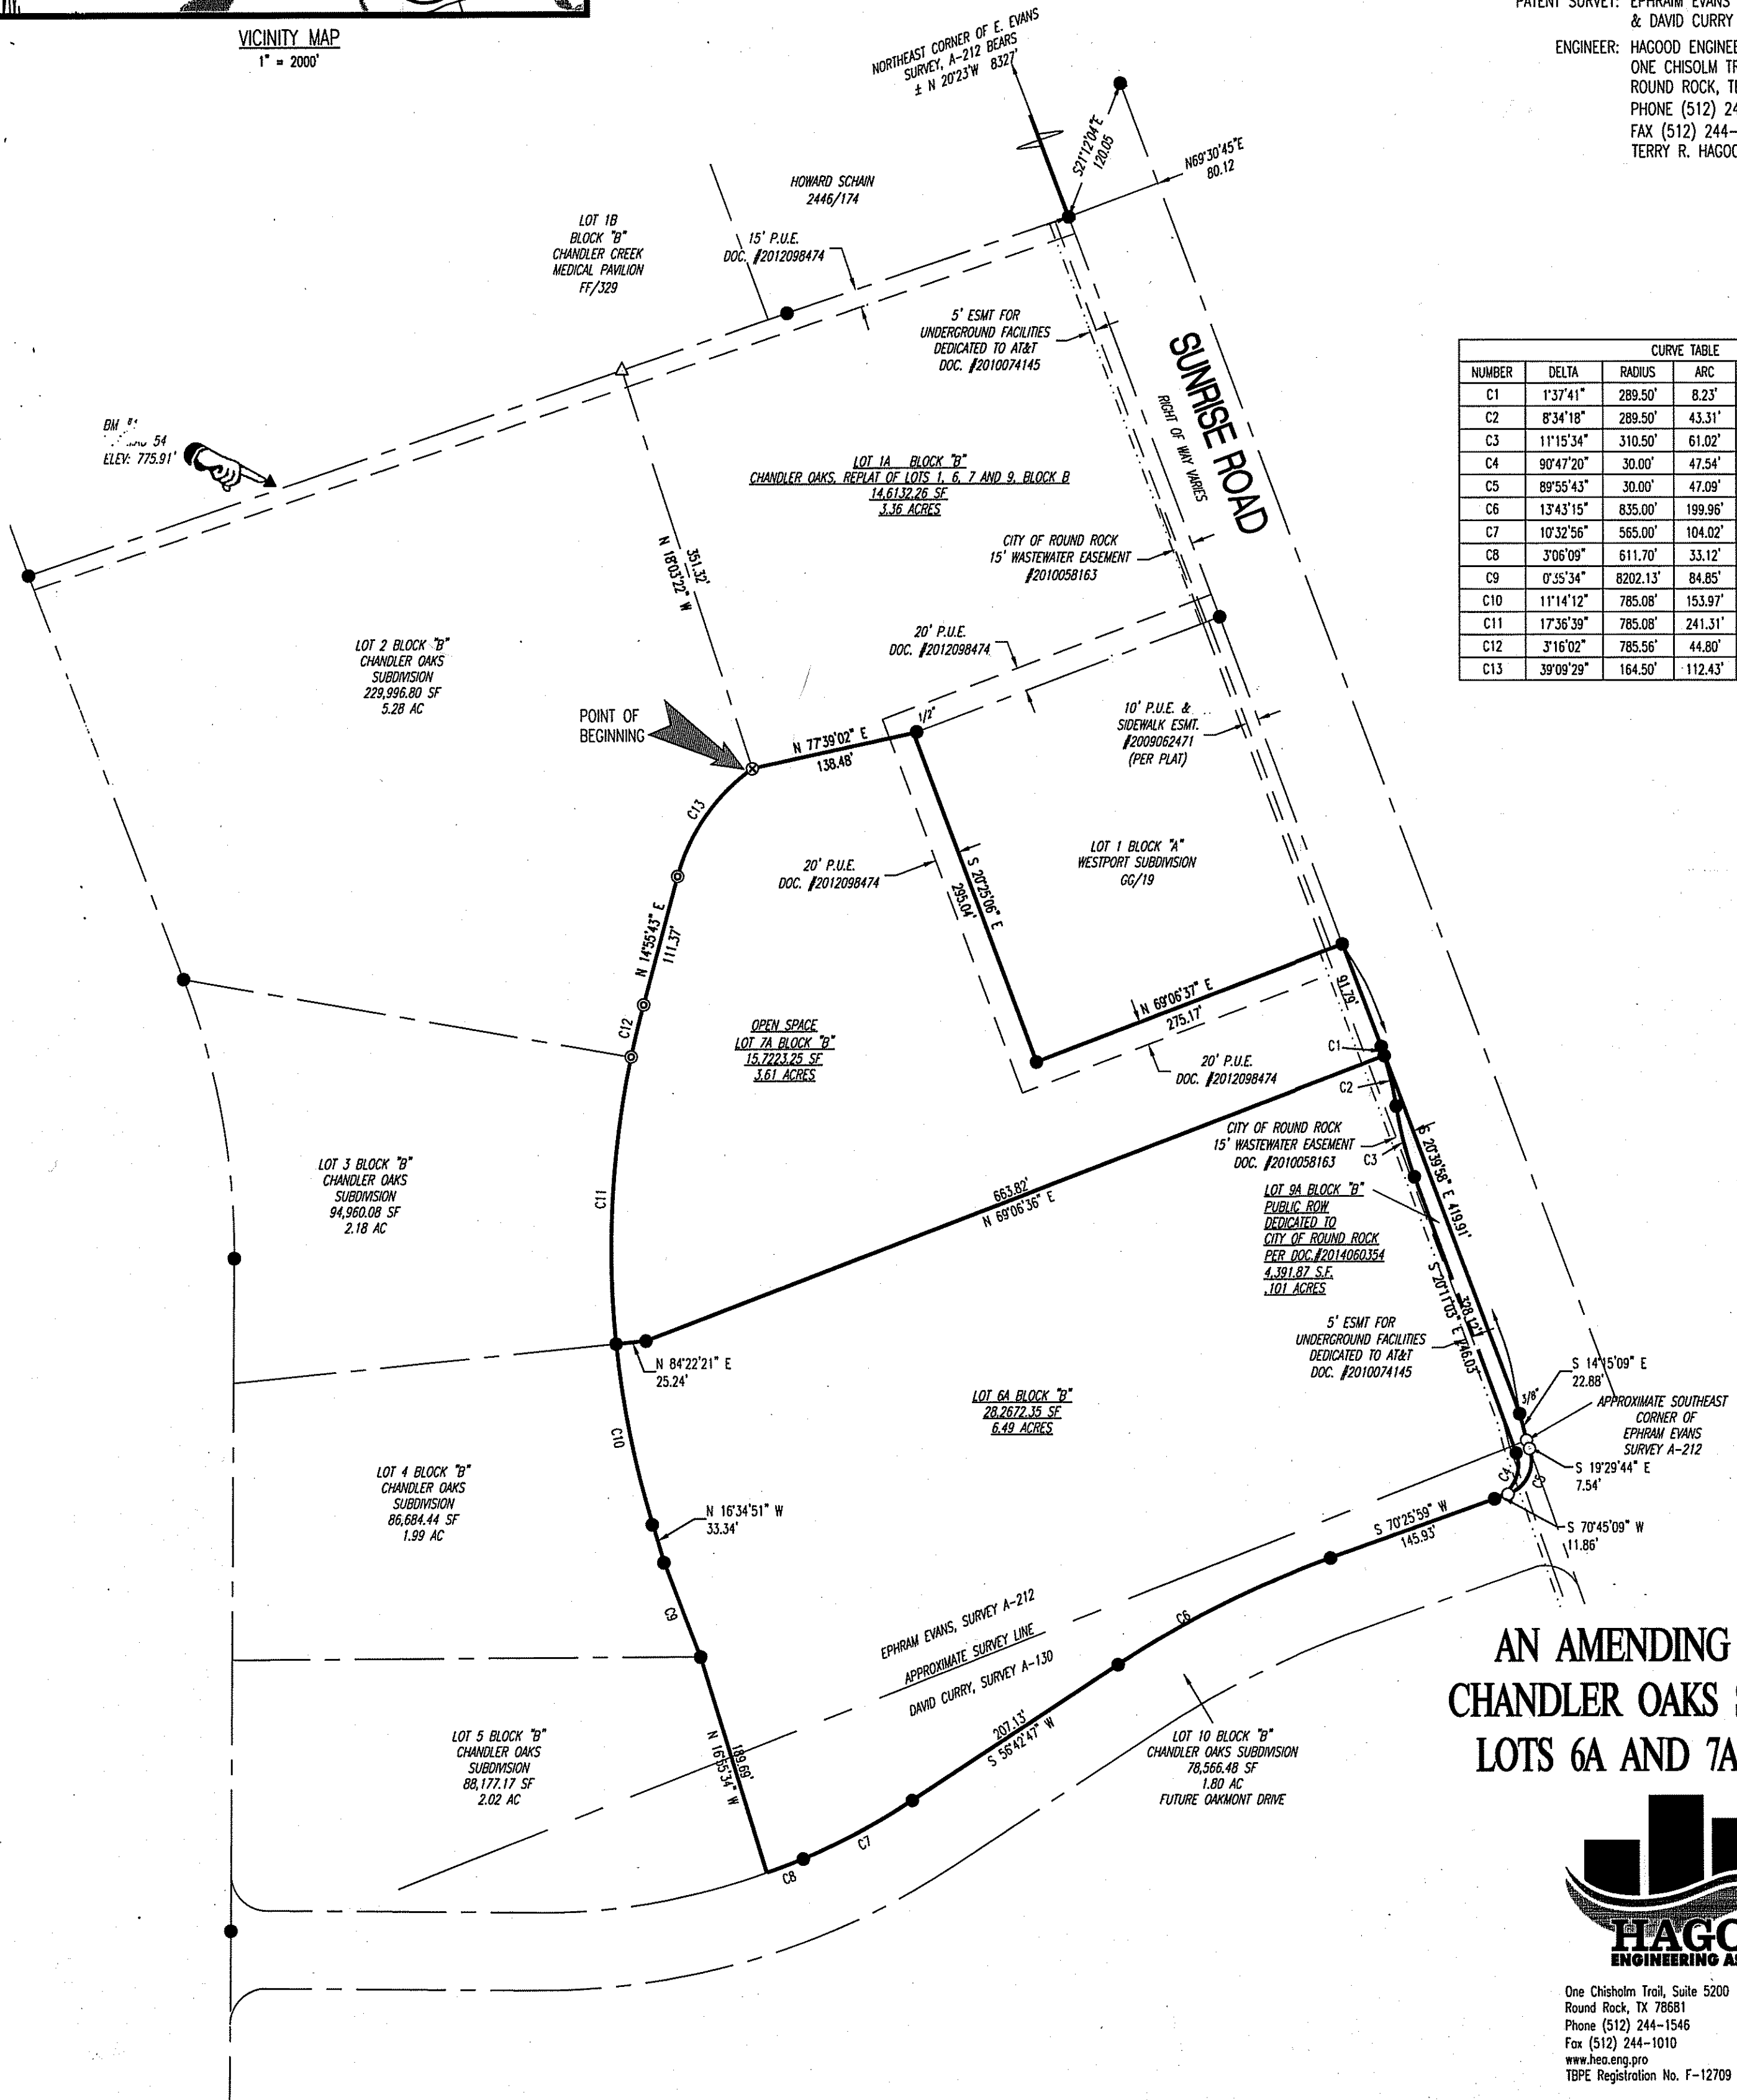 VICINITY MAP
1" = 2000'
PATENT SURVEY: EPHRAIM EVANS
& DAVID CURRY
ENGINEER: HAGOOD
ONE CHISOLM
ROUND ROCK,
PHONE (512)
FAX (512)
TERRY R.
NORTHEAST CORNER OF E. EVANS
SURVEY, A-212 BEARS
± N 20°23'W 8327'
S21°12'04"E
120.05
N69°30'45"E
80.12
HOWARD SCHAIN
2446/174
LOT 1B
BLOCK "B"
CHANDLER CREEK
MEDICAL PAVILION
FF/329
15' P.U.E.
DOC. #2012098474
5' ESMT FOR
UNDERGROUND FACILITIES
DEDICATED TO AT&T
DOC. #2010074145
SUNRISE ROAD
RIGHT OF WAY VARIES
CURVE TABLE
NUMBER DELTA RADIUS ARC
C1 1°37'41" 289.50' 8.23'
C2 8°34'18" 289.50' 43.31'
C3 11°15'34" 310.50' 61.02'
C4 90°47'20" 30.00' 47.54'
C5 89°55'43" 30.00' 47.09'
C6 13°43'15" 835.00' 199.96'
C7 10°32'56" 565.00' 104.02'
C8 3°06'09" 611.70' 33.12'
C9 0°35'34" 8202.13' 84.85'
C10 11°14'12" 785.08' 153.97'
C11 17°36'39" 785.08' 241.31'
C12 3°16'02" 785.56' 44.80'
C13 39°09'29" 164.50' 112.43'
BM
54
ELEV: 775.91'
LOT 1A BLOCK "B"
CHANDLER OAKS, REPLAT OF LOTS 1, 6, 7 AND 9, BLOCK B
14,6132.26 SF
3.36 ACRES
CITY OF ROUND ROCK
15' WASTEWATER EASEMENT
#2010058163
351.32'
N 18°03'22" W
LOT 2 BLOCK "B"
CHANDLER OAKS
SUBDIVISION
229,996.80 SF
5.28 AC
20' P.U.E.
DOC. #2012098474
POINT OF
BEGINNING
N 77°39'02" E
138.48'
1/2"
10' P.U.E. &
SIDEWALK ESMT.
#2009062471
(PER PLAT)
C13
LOT 1 BLOCK "A"
WESTPORT SUBDIVISION
GG/19
20' P.U.E.
DOC. #2012098474
S 20°25'06" E
295.04'
N 14°55'43" E
111.37'
N 69°06'37" E
275.17'
91.79'
C12
OPEN SPACE
LOT 7A BLOCK "B"
15,7223.25 SF
3.61 ACRES
C1
20' P.U.E.
DOC. #2012098474
C2
CITY OF ROUND ROCK
15' WASTEWATER EASEMENT
DOC. #2010058163
C3
S 20°39'58" E 419.91'
LOT 3 BLOCK "B"
CHANDLER OAKS
SUBDIVISION
94,960.08 SF
2.18 AC
C11
663.82'
N 69°06'36" E
LOT 9A BLOCK "B"
PUBLIC ROW
DEDICATED TO
CITY OF ROUND ROCK
PER DOC.#2014060354
4,391.87 S.F.
.101 ACRES
S 20°11'03" E 246.03'
328.12'
5' ESMT FOR
UNDERGROUND FACILITIES
DEDICATED TO AT&T
DOC. #2010074145
N 84°22'21" E
25.24'
S 14°15'09" E
22.88'
3/8"
APPROXIMATE SOUTHEAST
CORNER OF
EPHRAM EVANS
SURVEY A-212
LOT 6A BLOCK "B"
28,2672.35 SF
6.49 ACRES
C10
S 19°29'44" E
7.54'
C4
C5
LOT 4 BLOCK "B"
CHANDLER OAKS
SUBDIVISION
86,684.44 SF
1.99 AC
N 16°34'51" W
33.34'
S 70°25'59" W
145.93'
S 70°45'09" W
11.86'
C9
EPHRAM EVANS, SURVEY A-212
APPROXIMATE SURVEY LINE
DAVID CURRY, SURVEY A-130
C6
AN AMENDING
CHANDLER OAKS
LOTS 6A AND 7A
LOT 5 BLOCK "B"
CHANDLER OAKS
SUBDIVISION
88,177.17 SF
2.02 AC
189.69'
N 16°55'34" W
207.13'
S 56°42'47" W
LOT 10 BLOCK "B"
CHANDLER OAKS SUBDIVISION
78,566.48 SF
1.80 AC
FUTURE OAKMONT DRIVE
C7
C8
ENGINEERING
One Chisholm Trail, Suite 5200
Round Rock, TX 78681
Phone (512) 244-1546
Fax (512) 244-1010
www.hea.eng.pro
TBPE Registration No. F-12709